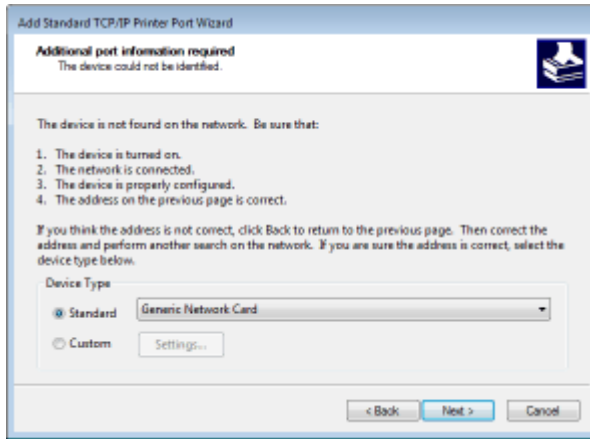 Add Standard TCP/IP Printer Port Wizard
Additional port information required
The device could not be identified.
The device is not found on the network. Be sure that:
1. The device is turned on.
2. The network is connected.
3. The device is properly configured.
4. The address on the previous page is correct.
If you think the address is not correct, click Back to return to the previous page. Then correct the
address and perform another search on the network. If you are sure the address is correct, select the
device type below.
Device Type
Standard Generic Network Card
Custom Settings...
< Back Next > Cancel